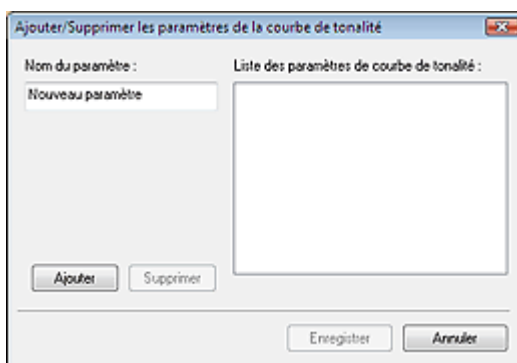 Ajouter/Supprimer les paramètres de la courbe de tonalité
Nom du paramètre :
Liste des paramètres de courbe de tonalité :
Nouveau paramètre
Ajouter
Supprimer
Enregistrer
Annuler